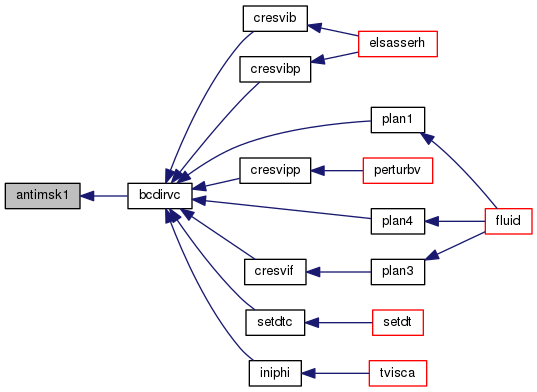 cresvib
elsasserh
cresvibp
plan1
cresvipp
perturbv
antimsk1
bcdirvc
plan4
fluid
cresvif
plan3
setdtc
setdt
iniphi
tvisca